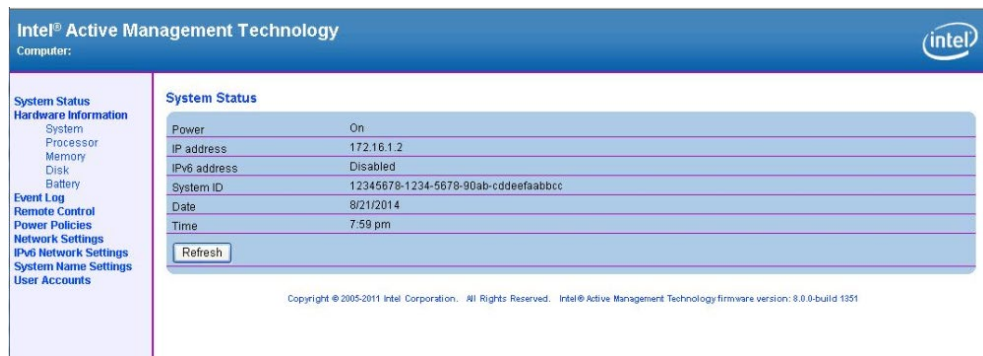 Intel® Active Management Technology
Computer:
intel
System Status
Hardware Information
System
Processor
Memory
Disk
Battery
Event Log
Remote Control
Power Policies
Network Settings
IPv6 Network Settings
System Name Settings
User Accounts
System Status
Power On
IP address 172.16.1.2
IPv6 address Disabled
System ID 12345678-1234-5678-90ab-cddeefaabbcc
Date 8/21/2014
Time 7:59 pm
Refresh
Copyright © 2005-2011 Intel Corporation. All Rights Reserved. Intel® Active Management Technology firmware version: 8.0.0-build 1351